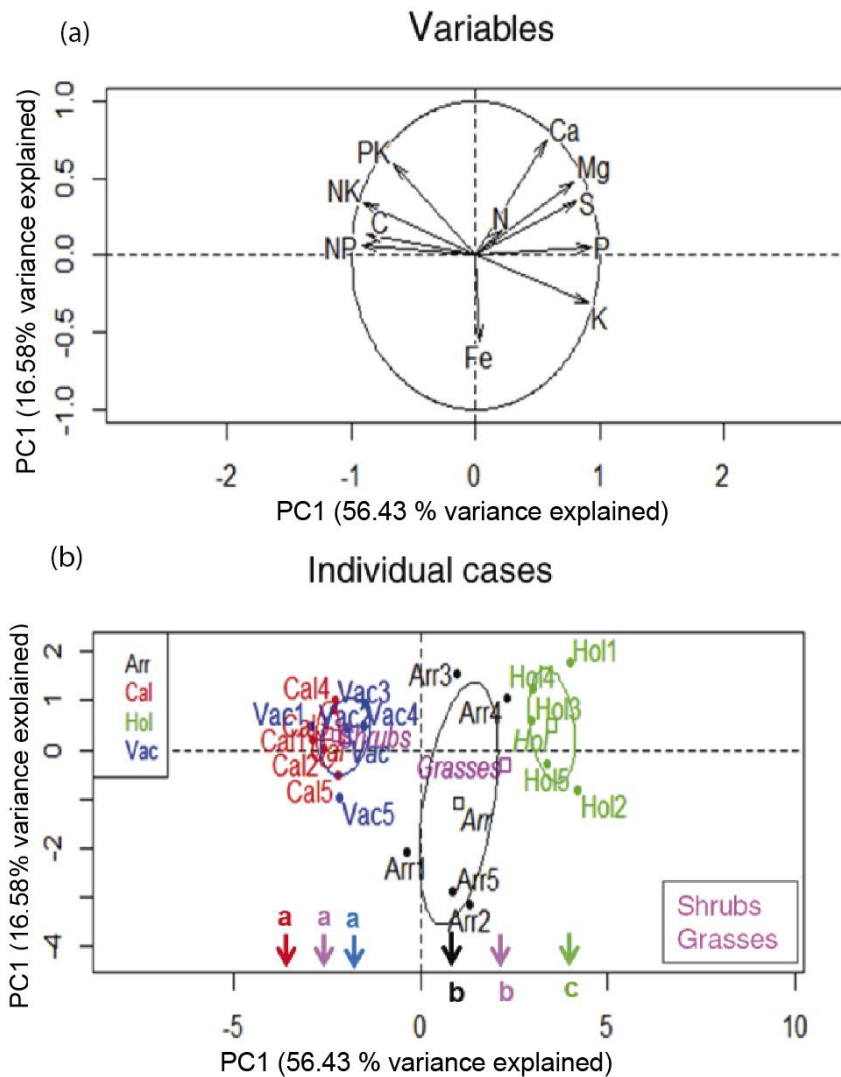 (a)
Variables
PC1 (16.58% variance explained)
1.0
0.5
0.0
-0.5
-1.0
Ca
PK
Mg
NK
S
N
C
NP
P
K
Fe
-2
-1
0
1
2
PC1 (56.43 % variance explained)
(b)
Individual cases
PC1 (16.58% variance explained)
2
1
0
-2
-4
Arr
Cal
Hol
Vac
Hol1
Arr3
Hol4
Cal4
Vac3
Arr4
Hol3
Vac1
Vac2
Vac4
Cal1
Shrubs
Cal
Vac
Hol
Cal2
Grasses
Hol5
Cal5
Vac5
Hol2
Arr
Arr1
Arr5
Arr2
Shrubs
Grasses
a
a
a
b
b
c
-5
0
5
10
PC1 (56.43 % variance explained)